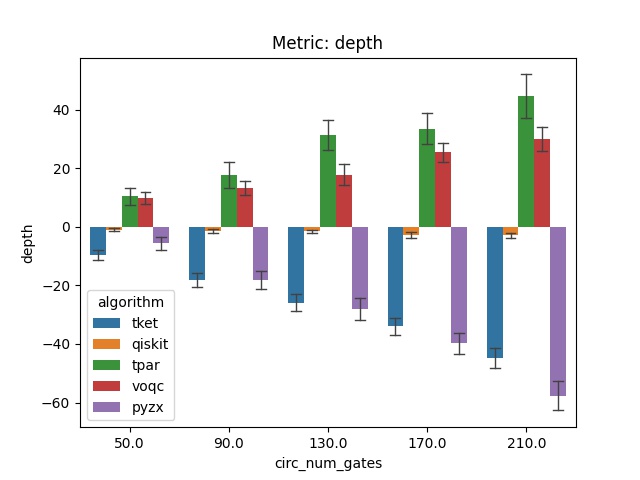 Metric: depth
depth
40
20
0
−20
−40
−60
algorithm
tket
qiskit
tpar
voqc
pyzx
50.0 90.0 130.0 170.0 210.0
circ_num_gates